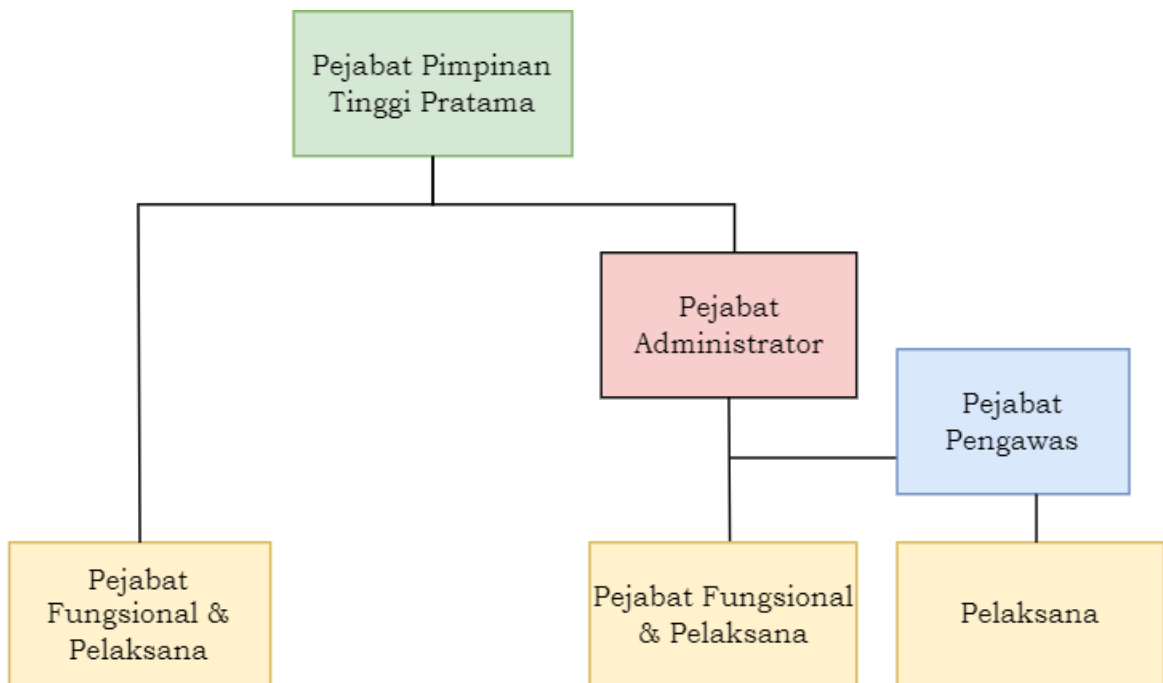 Pejabat Pimpinan
Tinggi Pratama
Pejabat
Administrator
Pejabat
Pengawas
Pejabat
Fungsional &
Pelaksana
Pejabat Fungsional
& Pelaksana
Pelaksana